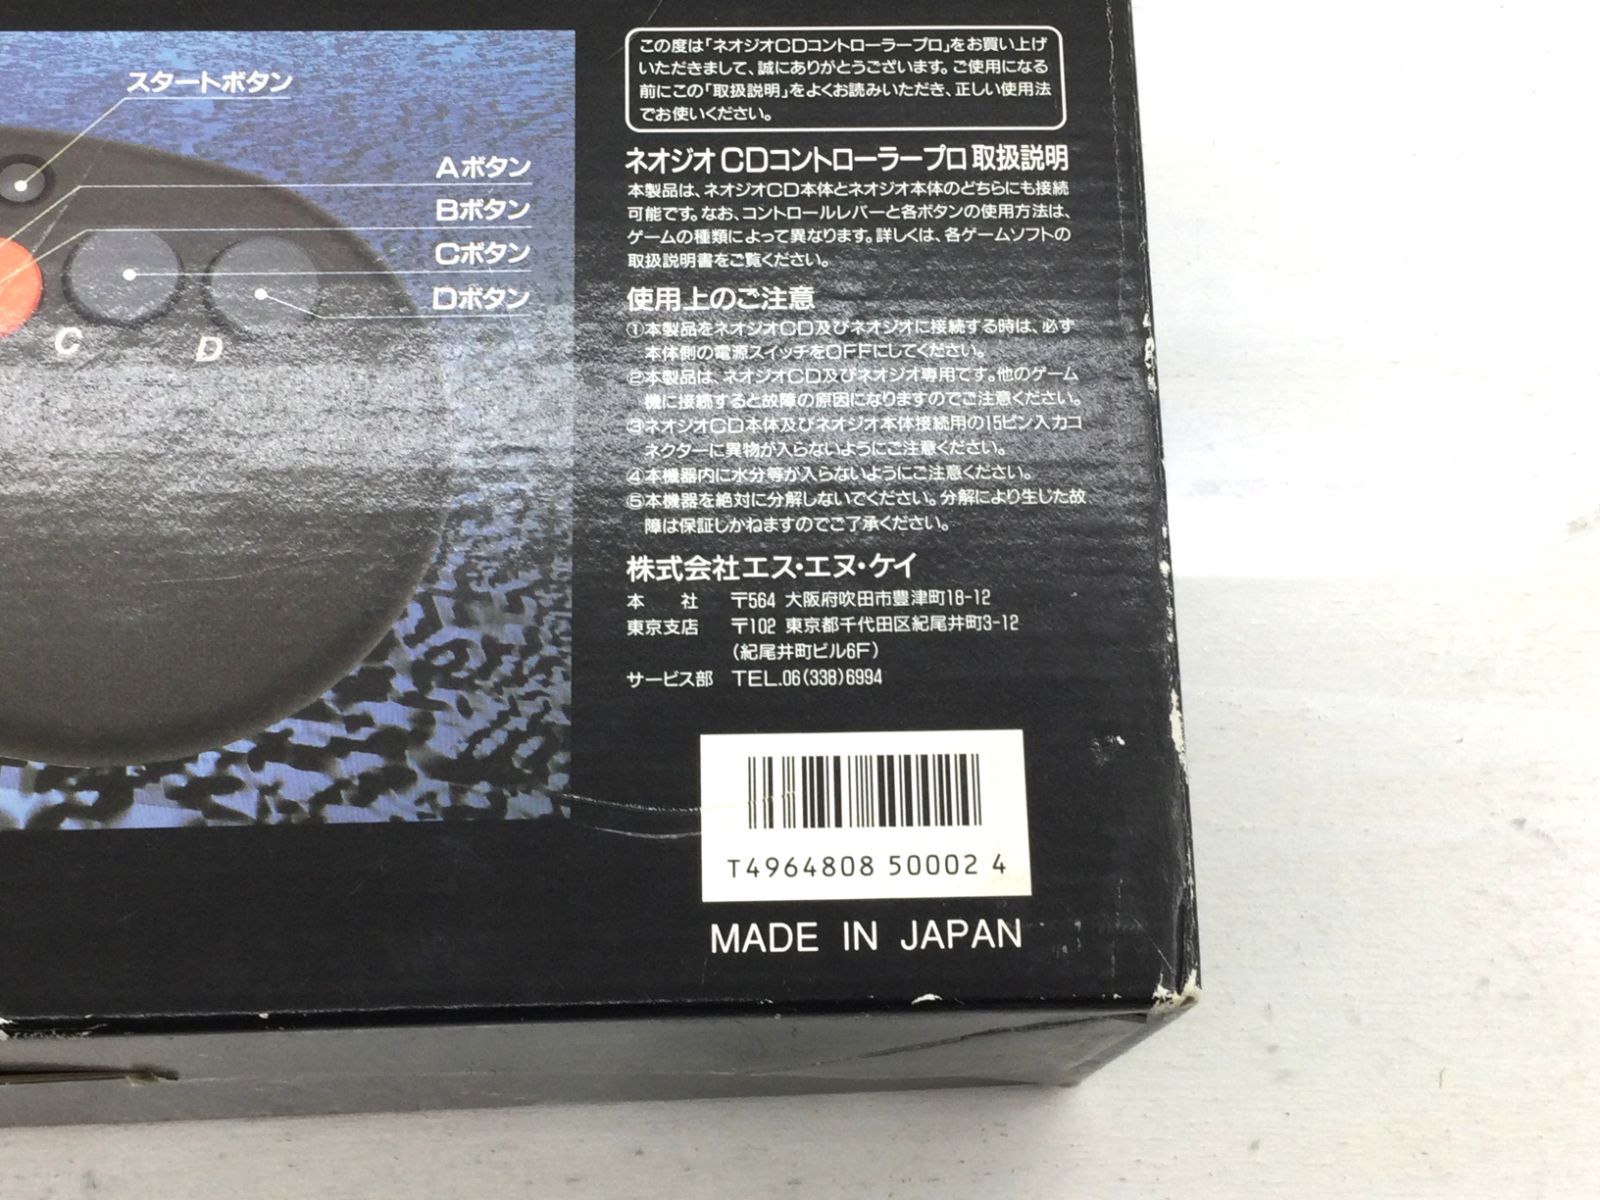 スタートボタン
Aボタン
Bボタン
Cボタン
Dボタン
C
D
この度は「ネオジオCDコントローラープロ」をお買い上げ
いただきまして、誠にありがとうございます。ご使用になる
前にこの「取扱説明」をよくお読みいただき、正しい使用法
でお使いください。
ネオジオCDコントローラープロ取扱説明
本製品は、ネオジオCD本体とネオジオ本体のどちらにも接続
可能です。なお、コントロールレバーと各ボタンの使用方法は、
ゲームの種類によって異なります。詳しくは、各ゲームソフトの
取扱説明書をご覧ください。
使用上のご注意
①本製品をネオジオCD及びネオジオに接続する時は、必ず
本体側の電源スイッチをOFFにしてください。
②本製品は、ネオジオCD及びネオジオ専用です。他のゲーム
機に接続すると故障の原因になりますのでご注意ください。
③ネオジオCD本体及びネオジオ本体接続用の15ピン入力コ
ネクターに異物が入らないようにご注意ください。
④本機器内に水分等が入らないようにご注意ください。
⑤本機器を絶対に分解しないでください。分解により生じた故
障は保証しかねますのでご了承ください。
株式会社エス・エヌ・ケイ
本 社 〒564 大阪府吹田市豊津町18-12
東京支店 〒102 東京都千代田区紀尾井町3-12
(紀尾井町ビル6F)
サービス部 TEL.06(338)6994
T4964808 50002 4
MADE IN JAPAN